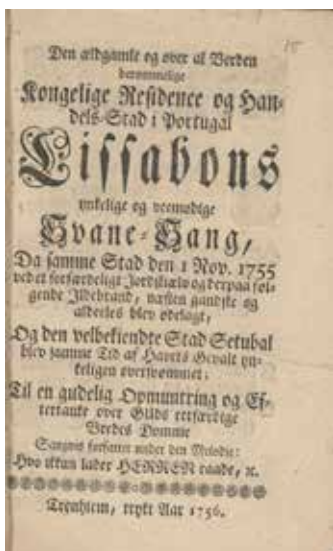 Den ældgamle og over al Verden
berømmelige
Kongelige Residence og Han-
dels-Stad i Portugal
Lissabons
ynkelige og veemodige
Svane-Sang,
Da samme Stad den 1 Nov. 1755
ved et forfærdeligt Jordskiælv og derpaa føl-
gende Ildebrand, næsten gandske og
aldeeles blev ødelagt,
Og den velbekiendte Stad Setubal
blev samme Tid af Havets Gevalt yn-
keligen oversvømmet;
Til en gudelig Opmuntring og Ef-
tertanke over Guds retfærdige
Vredes Domme
Sangviis forfattet under den Melodie:
Hvo ikkun lader HERREN raade, &c.
Tronhiem, trykt Aar 1756.